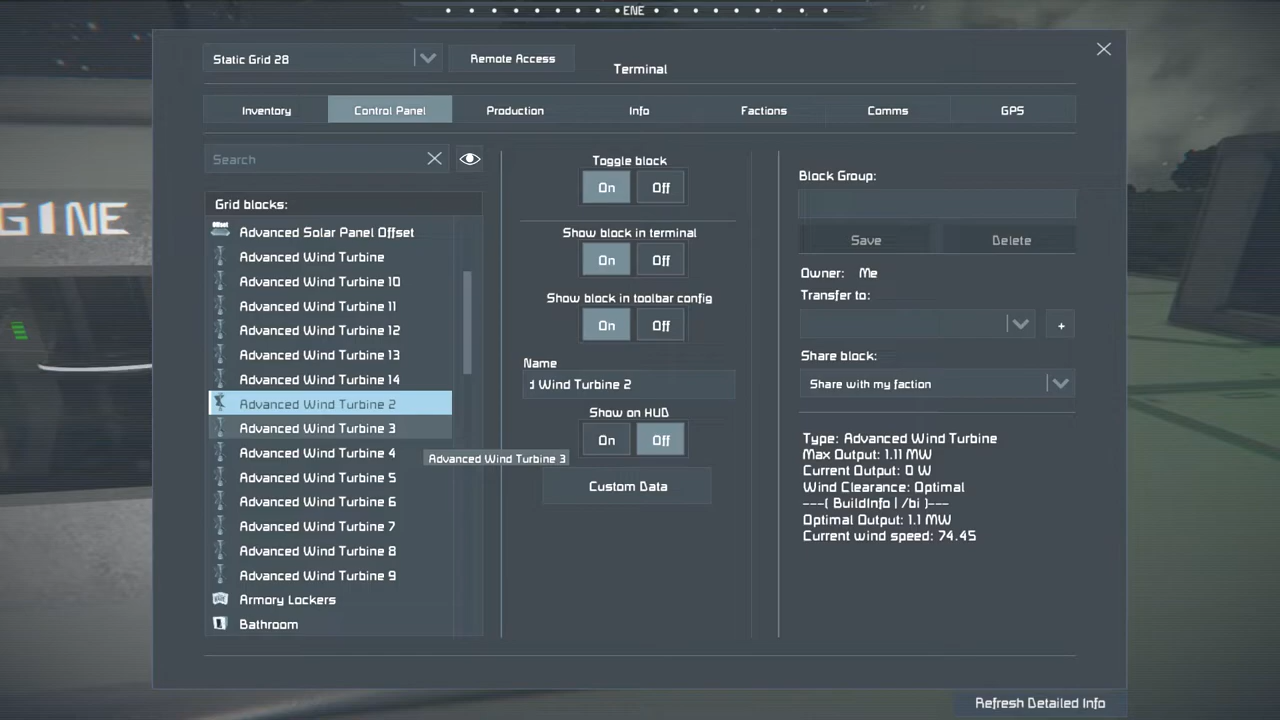 ENE
Static Grid 28
Remote Access
Terminal
Inventory
Control Panel
Production
Info
Factions
Comms
GPS
Search
Grid blocks:
Offset
Advanced Solar Panel Offset
Advanced Wind Turbine
Advanced Wind Turbine 10
Advanced Wind Turbine 11
Advanced Wind Turbine 12
Advanced Wind Turbine 13
Advanced Wind Turbine 14
Advanced Wind Turbine 2
Advanced Wind Turbine 3
Advanced Wind Turbine 4
Advanced Wind Turbine 3
Advanced Wind Turbine 5
Advanced Wind Turbine 6
Advanced Wind Turbine 7
Advanced Wind Turbine 8
Advanced Wind Turbine 9
Armory Lockers
Bathroom
Toggle block
On Off
Show block in terminal
On Off
Show block in toolbar config
On Off
Name
d Wind Turbine 2
Show on HUD
On Off
Custom Data
Block Group:
Save Delete
Owner: Me
Transfer to:
+
Share block:
Share with my faction
Type: Advanced Wind Turbine
Max Output: 1.11 MW
Current Output: 0 W
Wind Clearance: Optimal
---{ BuildInfo | /bi }---
Optimal Output: 1.1 MW
Current wind speed: 74.45
Refresh Detailed Info
GINE